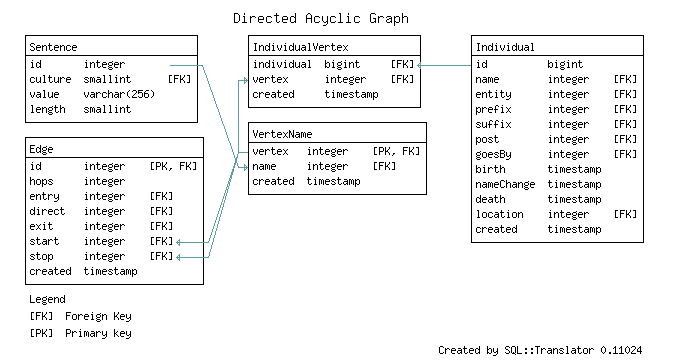 Directed Acyclic Graph
Sentence
id integer
culture smallint [FK]
value varchar(256)
length smallint
Edge
id integer [PK, FK]
hops integer
entry integer [FK]
direct integer [FK]
exit integer [FK]
start integer [FK]
stop integer [FK]
created timestamp
IndividualVertex
individual bigint [FK]
vertex integer [FK]
created timestamp
VertexName
vertex integer [PK, FK]
name integer [FK]
created timestamp
Individual
id bigint
name integer [FK]
entity integer [FK]
prefix integer [FK]
suffix integer [FK]
post integer [FK]
goesBy integer [FK]
birth timestamp
nameChange timestamp
death timestamp
location integer [FK]
created timestamp
Legend
[FK] Foreign Key
[PK] Primary key
Created by SQL::Translator 0.11024